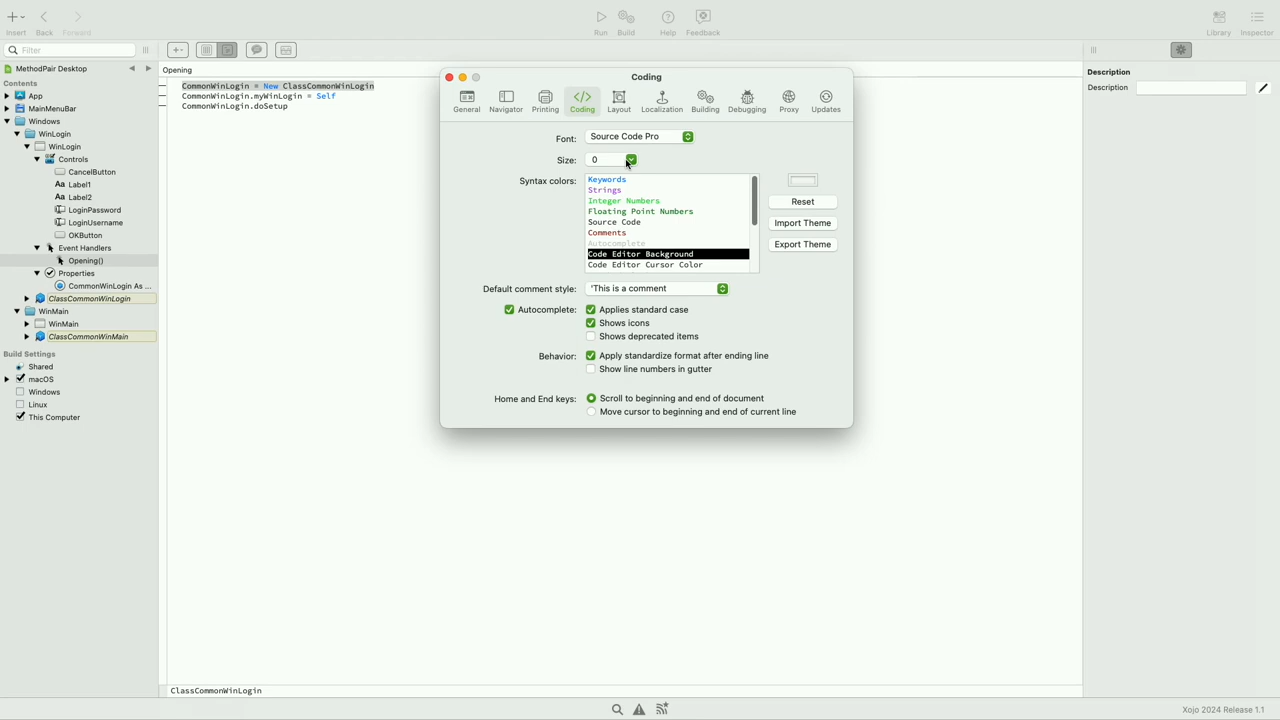 Insert Back Forward Run Build Help Feedback Library Inspector
Filter
MethodPair Desktop
Contents
App
MainMenuBar
Windows
WinLogin
WinLogin
Controls
CancelButton
Aa Label1
Aa Label2
LoginPassword
LoginUsername
OKButton
Event Handlers
Opening()
Properties
CommonWinLogin As ...
ClassCommonWinLogin
WinMain
WinMain
ClassCommonWinMain
Build Settings
Shared
macOS
Windows
Linux
This Computer
Opening
CommonWinLogin = New ClassCommonWinLogin
CommonWinLogin.myWinLogin = Self
CommonWinLogin.doSetup
ClassCommonWinLogin
Coding
General Navigator Printing Coding Layout Localization Building Debugging Proxy Updates
Font: Source Code Pro
Size: 0
Syntax colors:
Keywords
Strings
Integer Numbers
Floating Point Numbers
Source Code
Comments
Autocomplete
Code Editor Background
Code Editor Cursor Color
Reset
Import Theme
Export Theme
Default comment style: 'This is a comment
Autocomplete: Applies standard case
Shows icons
Shows deprecated items
Behavior: Apply standardize format after ending line
Show line numbers in gutter
Home and End keys: Scroll to beginning and end of document
Move cursor to beginning and end of current line
Description
Description
Xojo 2024 Release 1.1